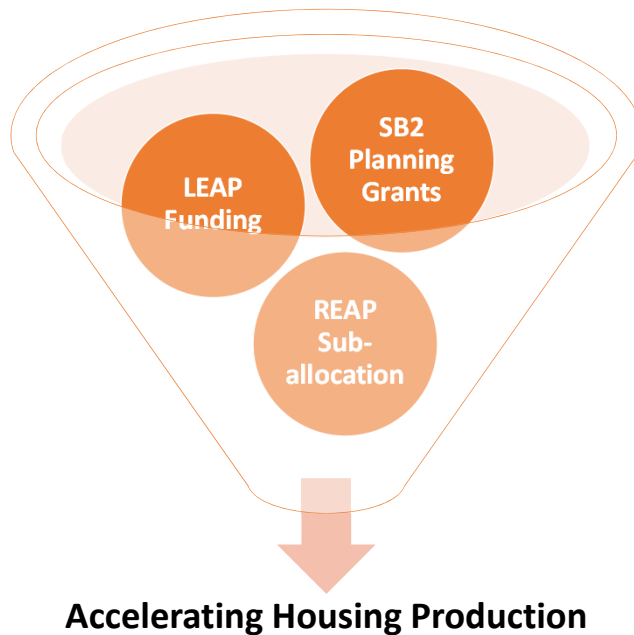 SB2
Planning
Grants
LEAP
Funding
REAP
Sub-
allocation
Accelerating Housing Production